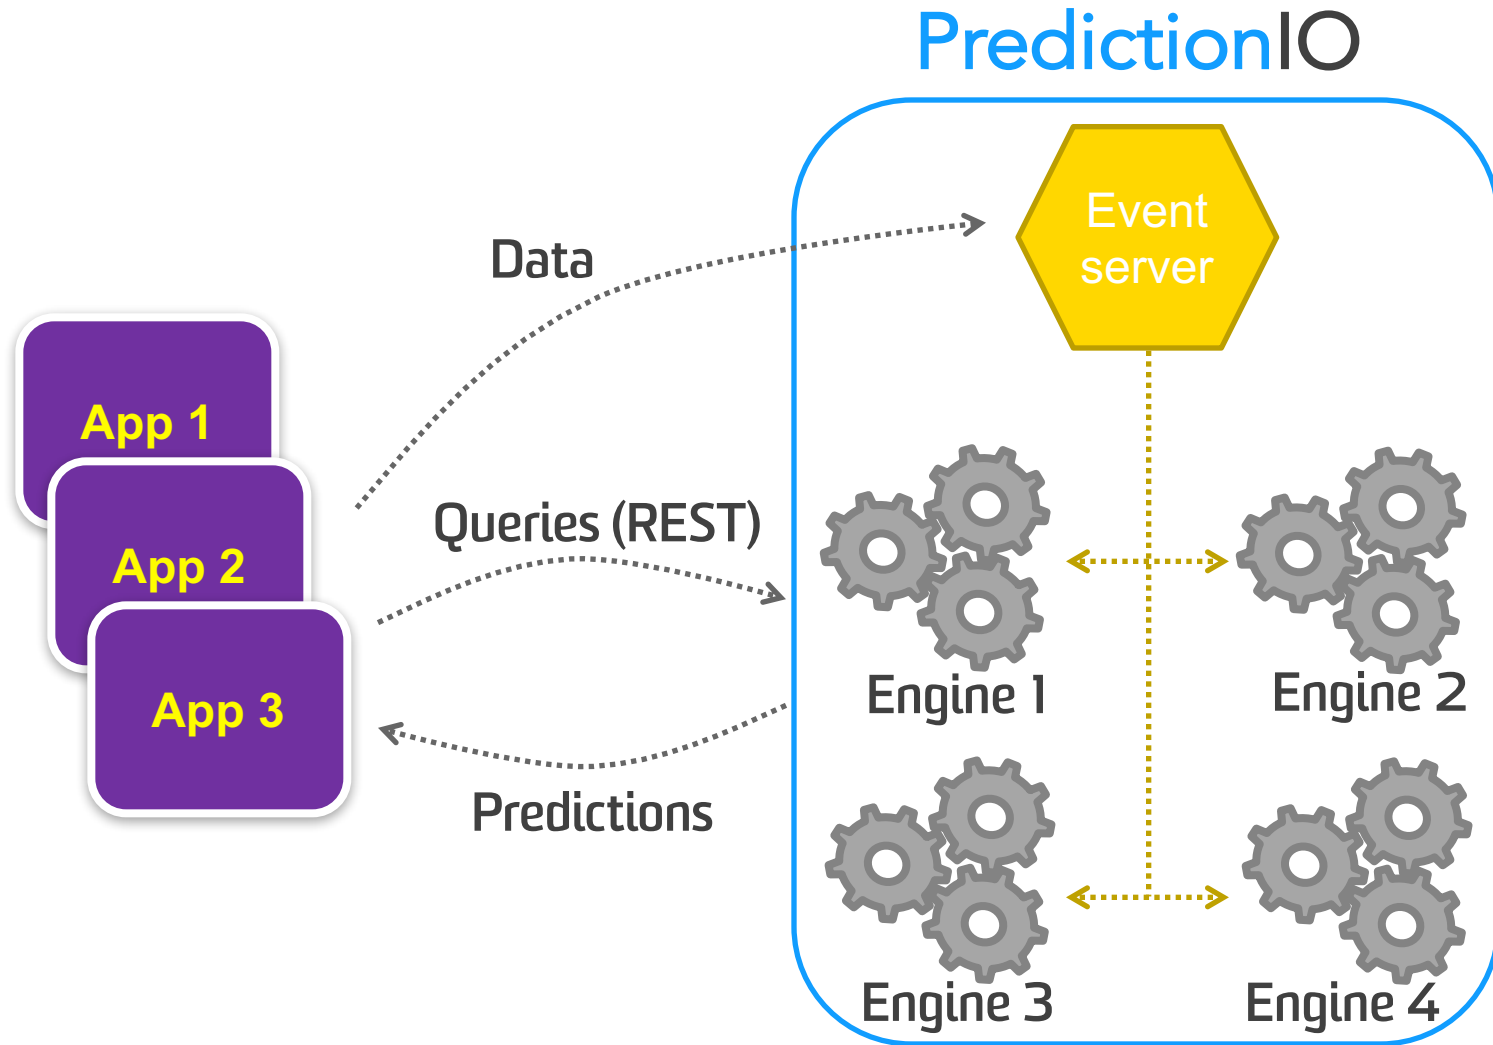 PredictionIO
Event
server
Data
App 1
Queries (REST)
App 2
App 3
Predictions
Engine 1
Engine 2
Engine 3
Engine 4